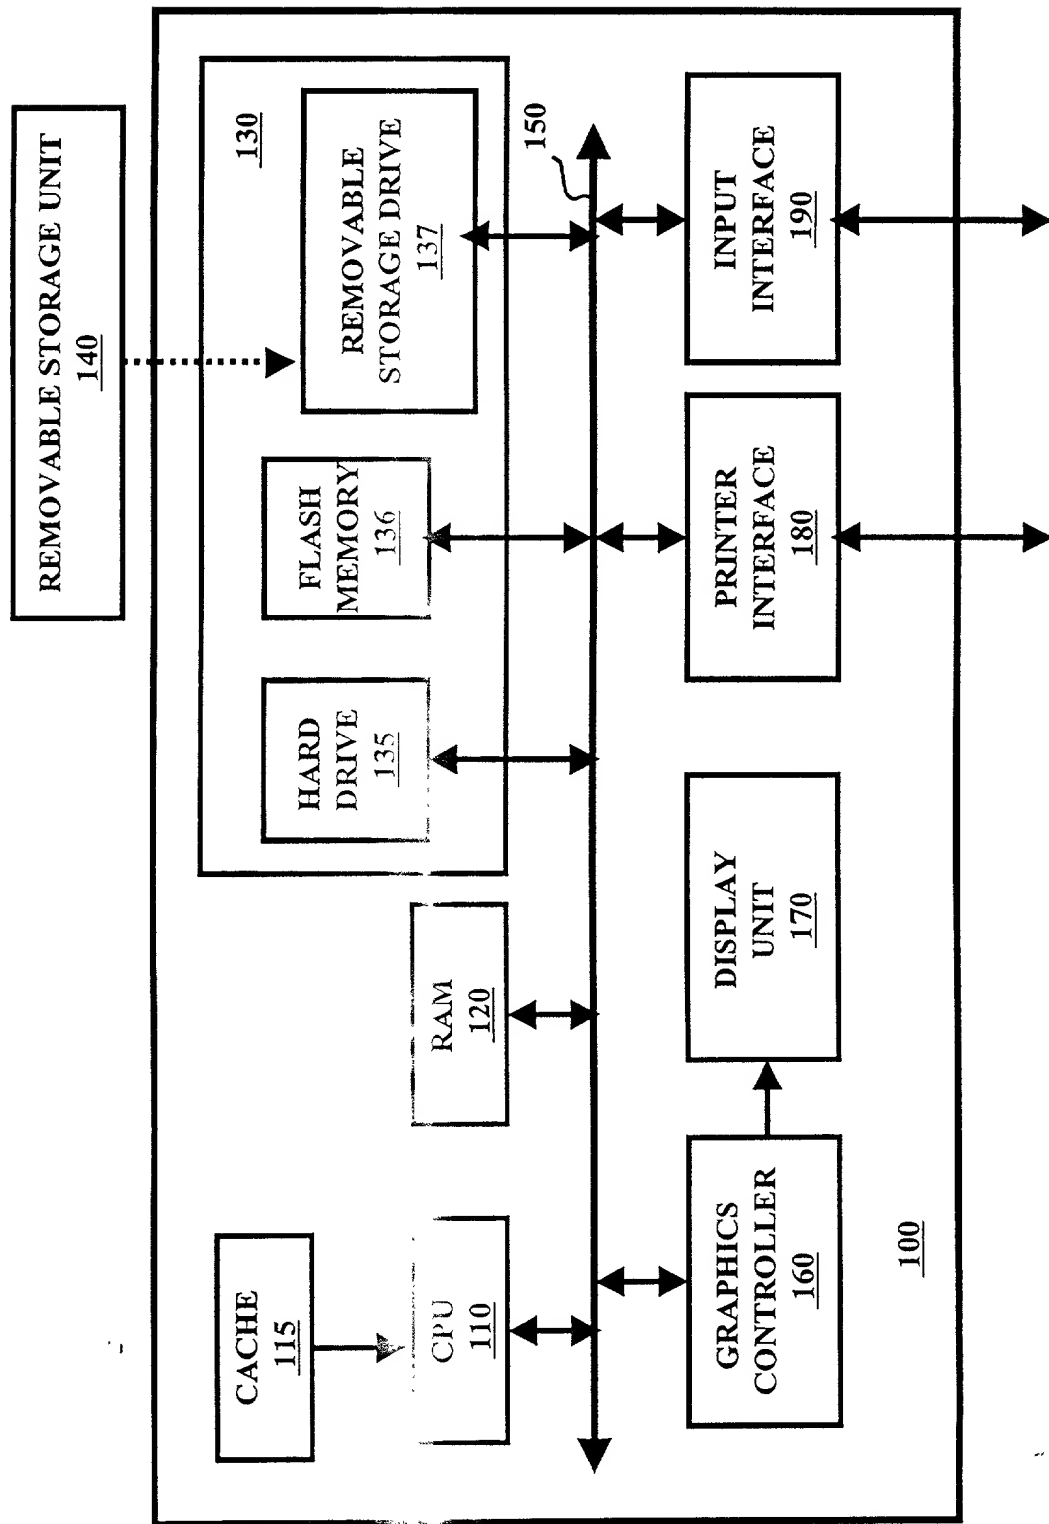 REMOVABLE STORAGE UNIT
140
130
CACHE
115
CPU
110
RAM
120
HARD
DRIVE
135
FLASH
MEMORY
136
REMOVABLE
STORAGE DRIVE
137
150
GRAPHICS
CONTROLLER
160
DISPLAY
UNIT
170
PRINTER
INTERFACE
180
INPUT
INTERFACE
190
100